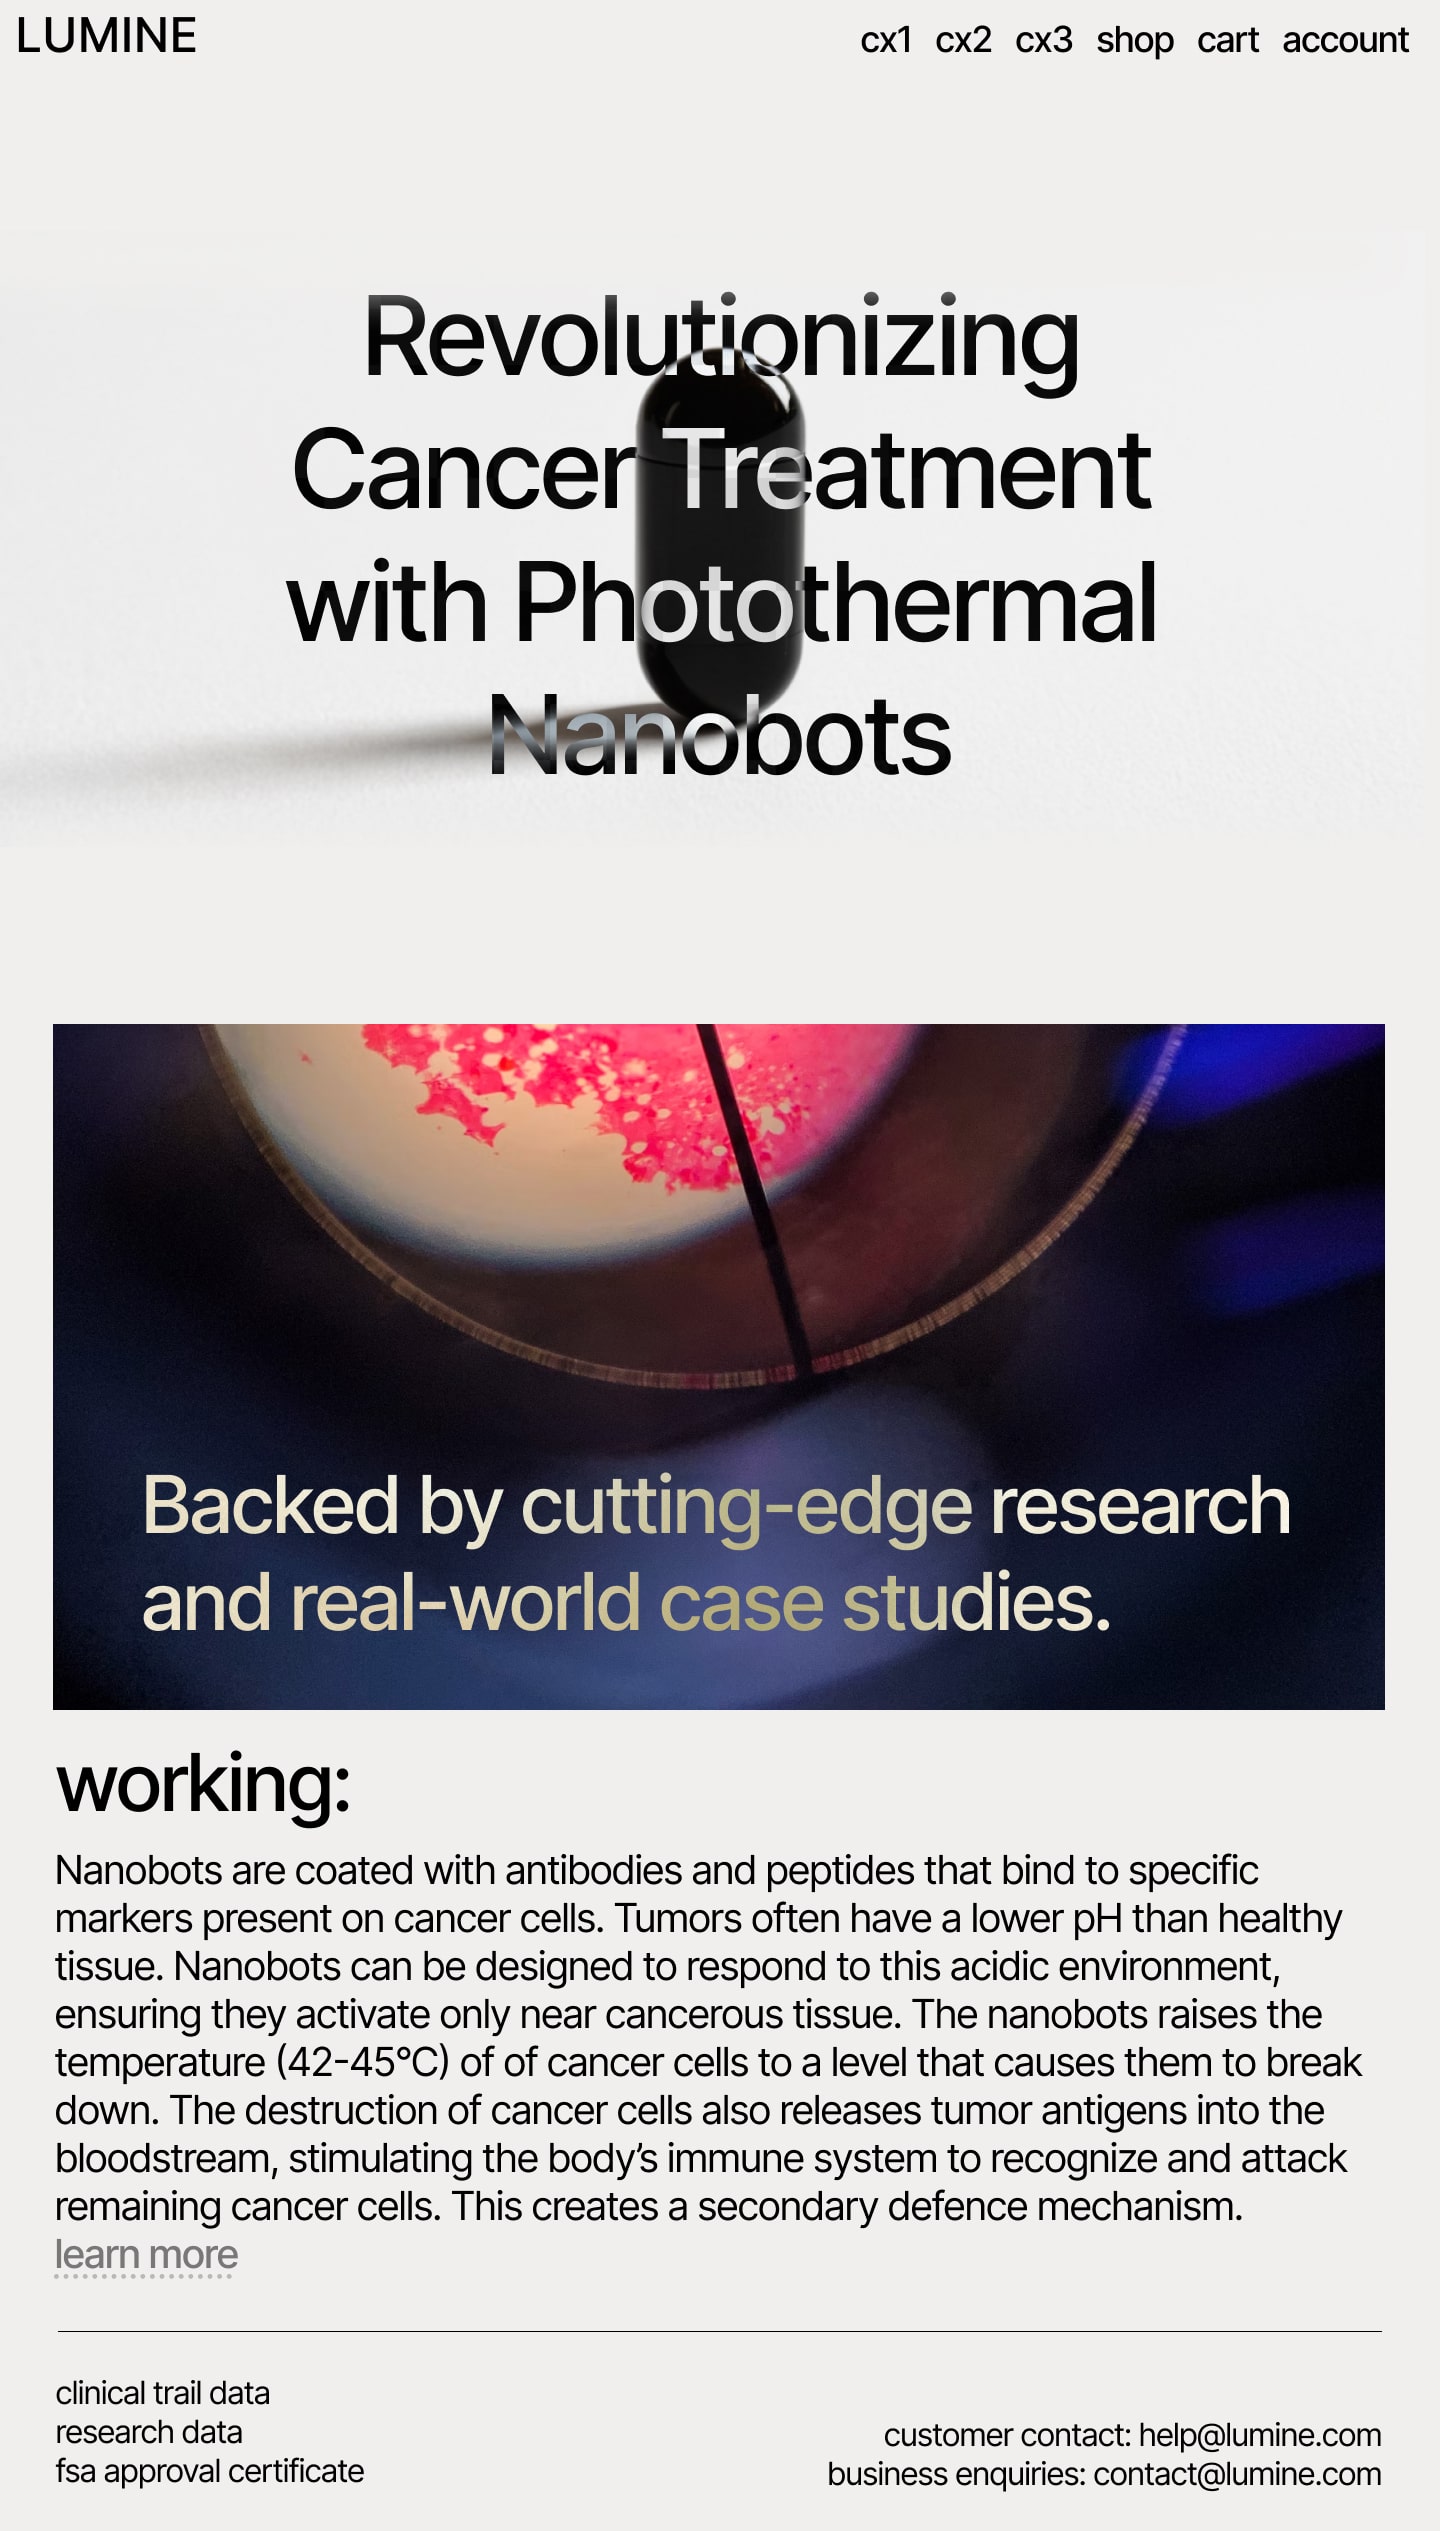 LUMINE
cx1 cx2 cx3 shop cart account
Revolutionizing
Cancer Treatment
with Photothermal
Nanobots
Backed by cutting-edge research
and real-world case studies.
working:
Nanobots are coated with antibodies and peptides that bind to specific
markers present on cancer cells. Tumors often have a lower pH than healthy
tissue. Nanobots can be designed to respond to this acidic environment,
ensuring they activate only near cancerous tissue. The nanobots raises the
temperature (42-45°C) of of cancer cells to a level that causes them to break
down. The destruction of cancer cells also releases tumor antigens into the
bloodstream, stimulating the body’s immune system to recognize and attack
remaining cancer cells. This creates a secondary defence mechanism.
learn more
clinical trail data
research data
fsa approval certificate
customer contact: help@lumine.com
business enquiries: contact@lumine.com